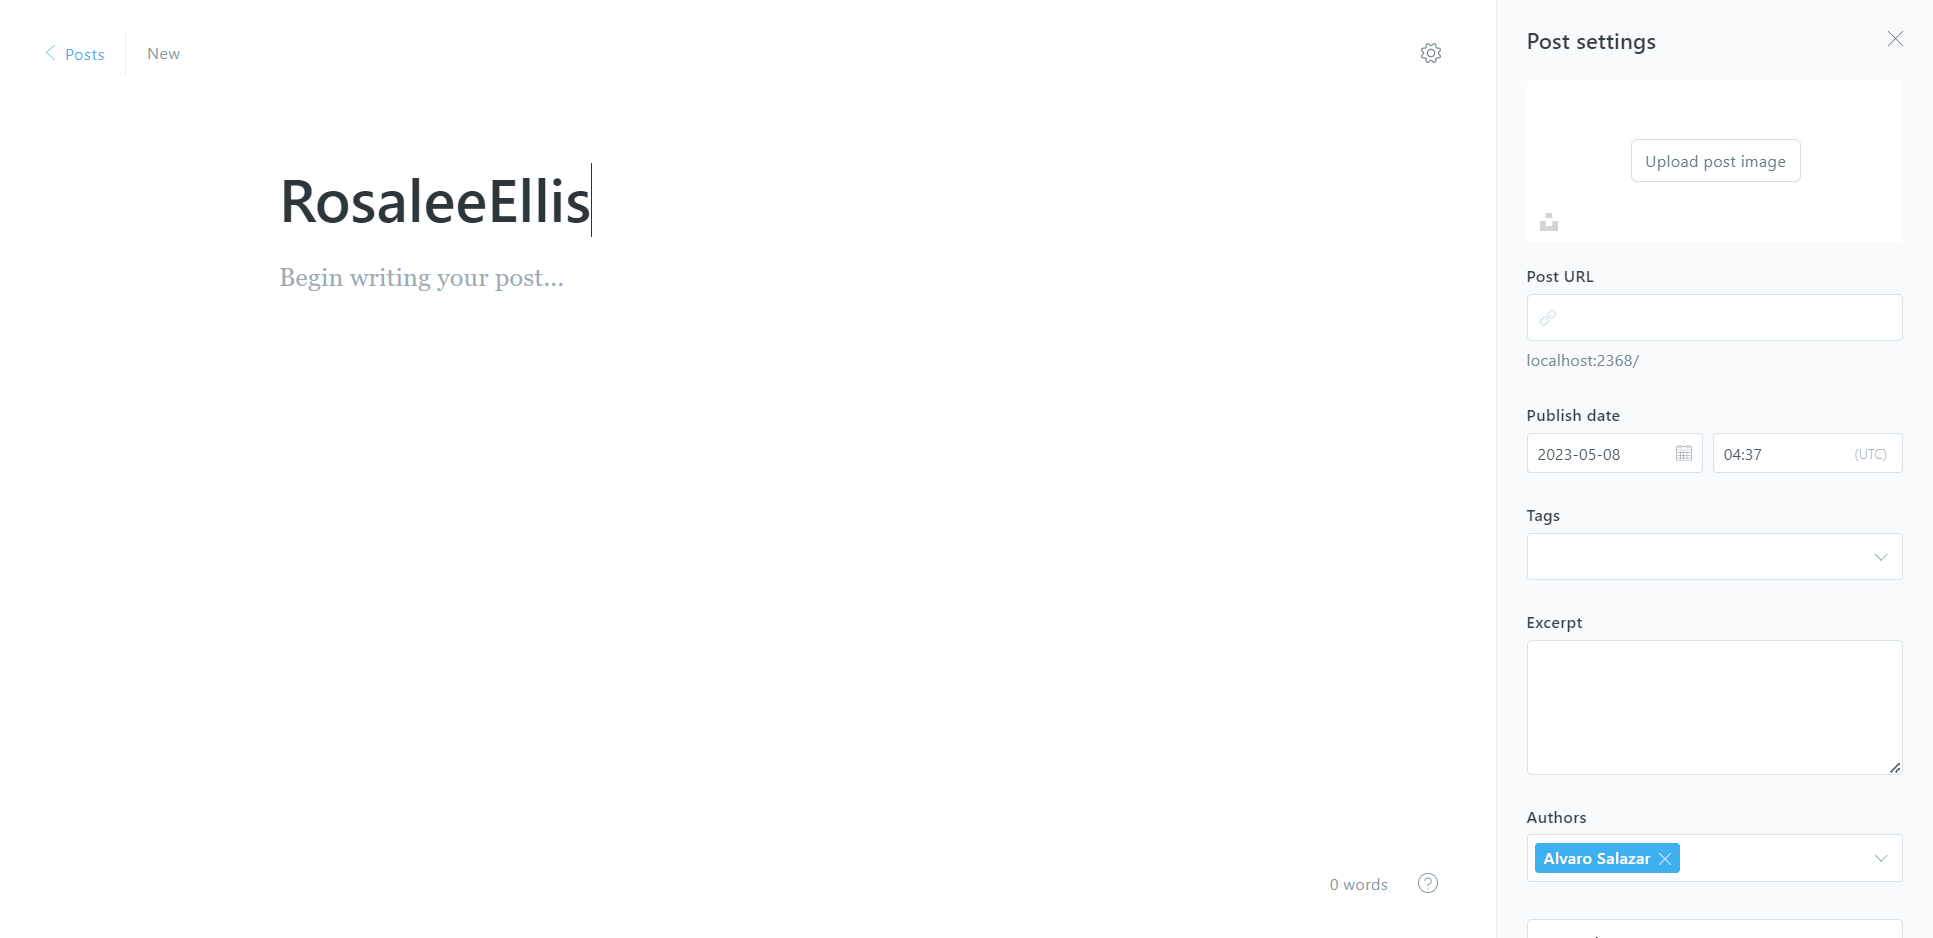 Posts
New
RosaleeEllis
Begin writing your post...
0 words
Post settings
Upload post image
Post URL
localhost:2368/
Publish date
2023-05-08
04:37 (UTC)
Tags
Excerpt
Authors
Alvaro Salazar